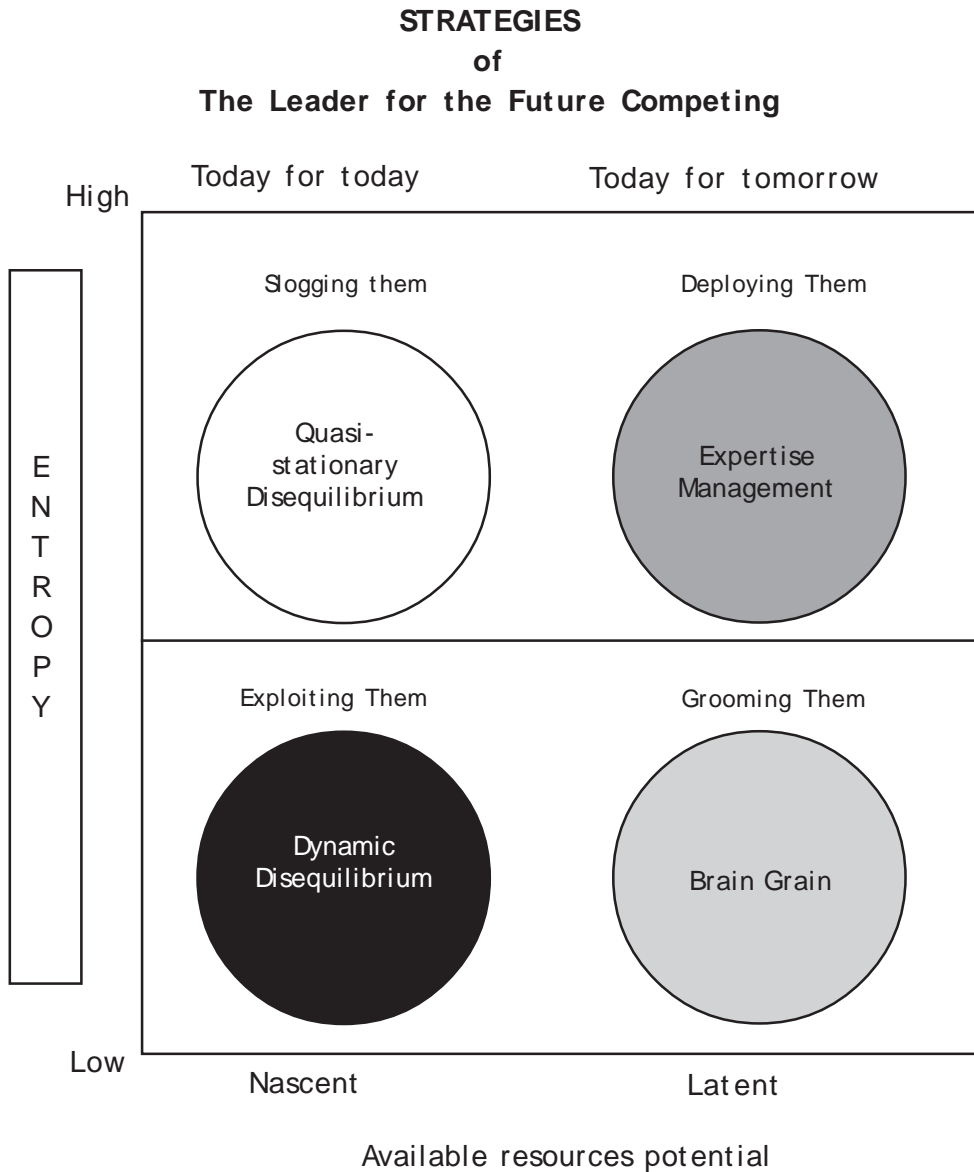 STRATEGIES
of
The Leader for the Future Competing
Today for today
Today for tomorrow
High
Slogging them
Deploying Them
Quasi-
stationary
Disequilibrium
Expertise
Management
ENTROPY
Exploiting Them
Grooming Them
Dynamic
Disequilibrium
Brain Grain
Low
Nascent
Latent
Available resources potential